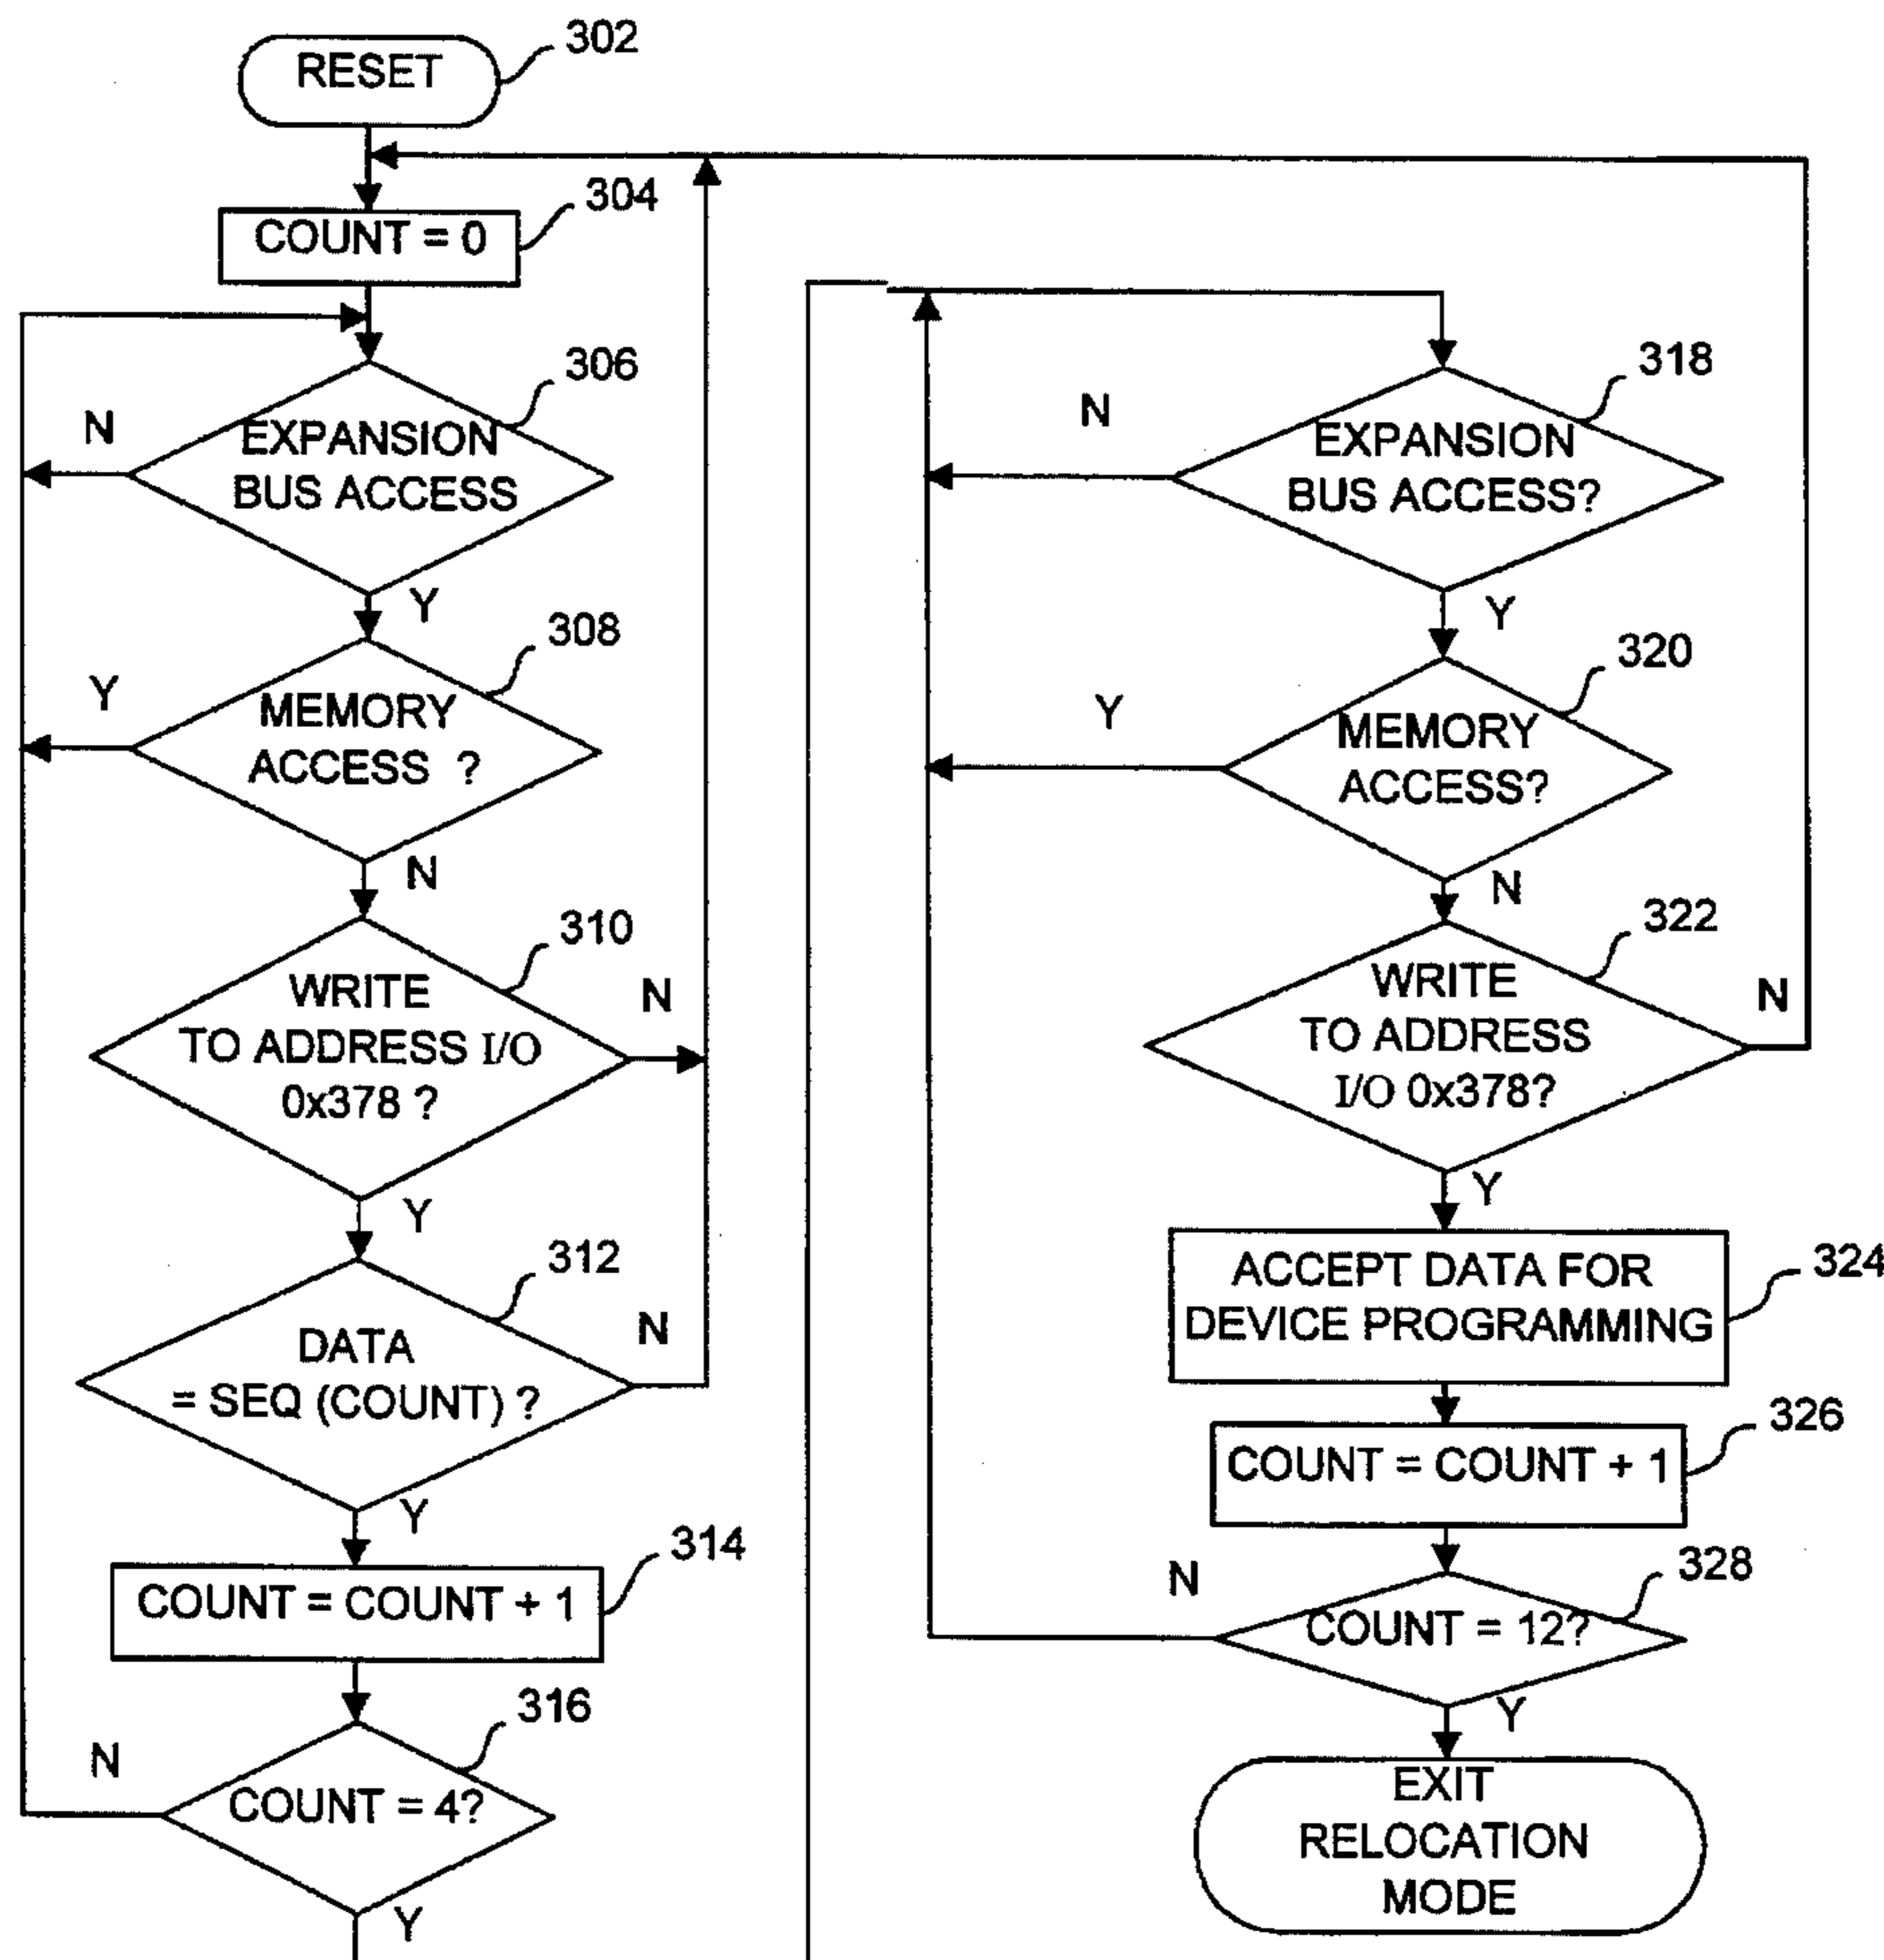 RESET
302
COUNT = 0
304
EXPANSION
BUS ACCESS
306
N
Y
MEMORY
ACCESS ?
308
Y
N
WRITE
TO ADDRESS I/O
0x378 ?
310
N
Y
DATA
= SEQ (COUNT) ?
312
N
Y
COUNT = COUNT + 1
314
COUNT = 4?
316
N
Y
EXPANSION
BUS ACCESS?
318
N
Y
MEMORY
ACCESS?
320
Y
N
WRITE
TO ADDRESS
I/O 0x378?
322
N
Y
ACCEPT DATA FOR
DEVICE PROGRAMMING
324
COUNT = COUNT + 1
326
COUNT = 12?
328
N
Y
EXIT
RELOCATION
MODE